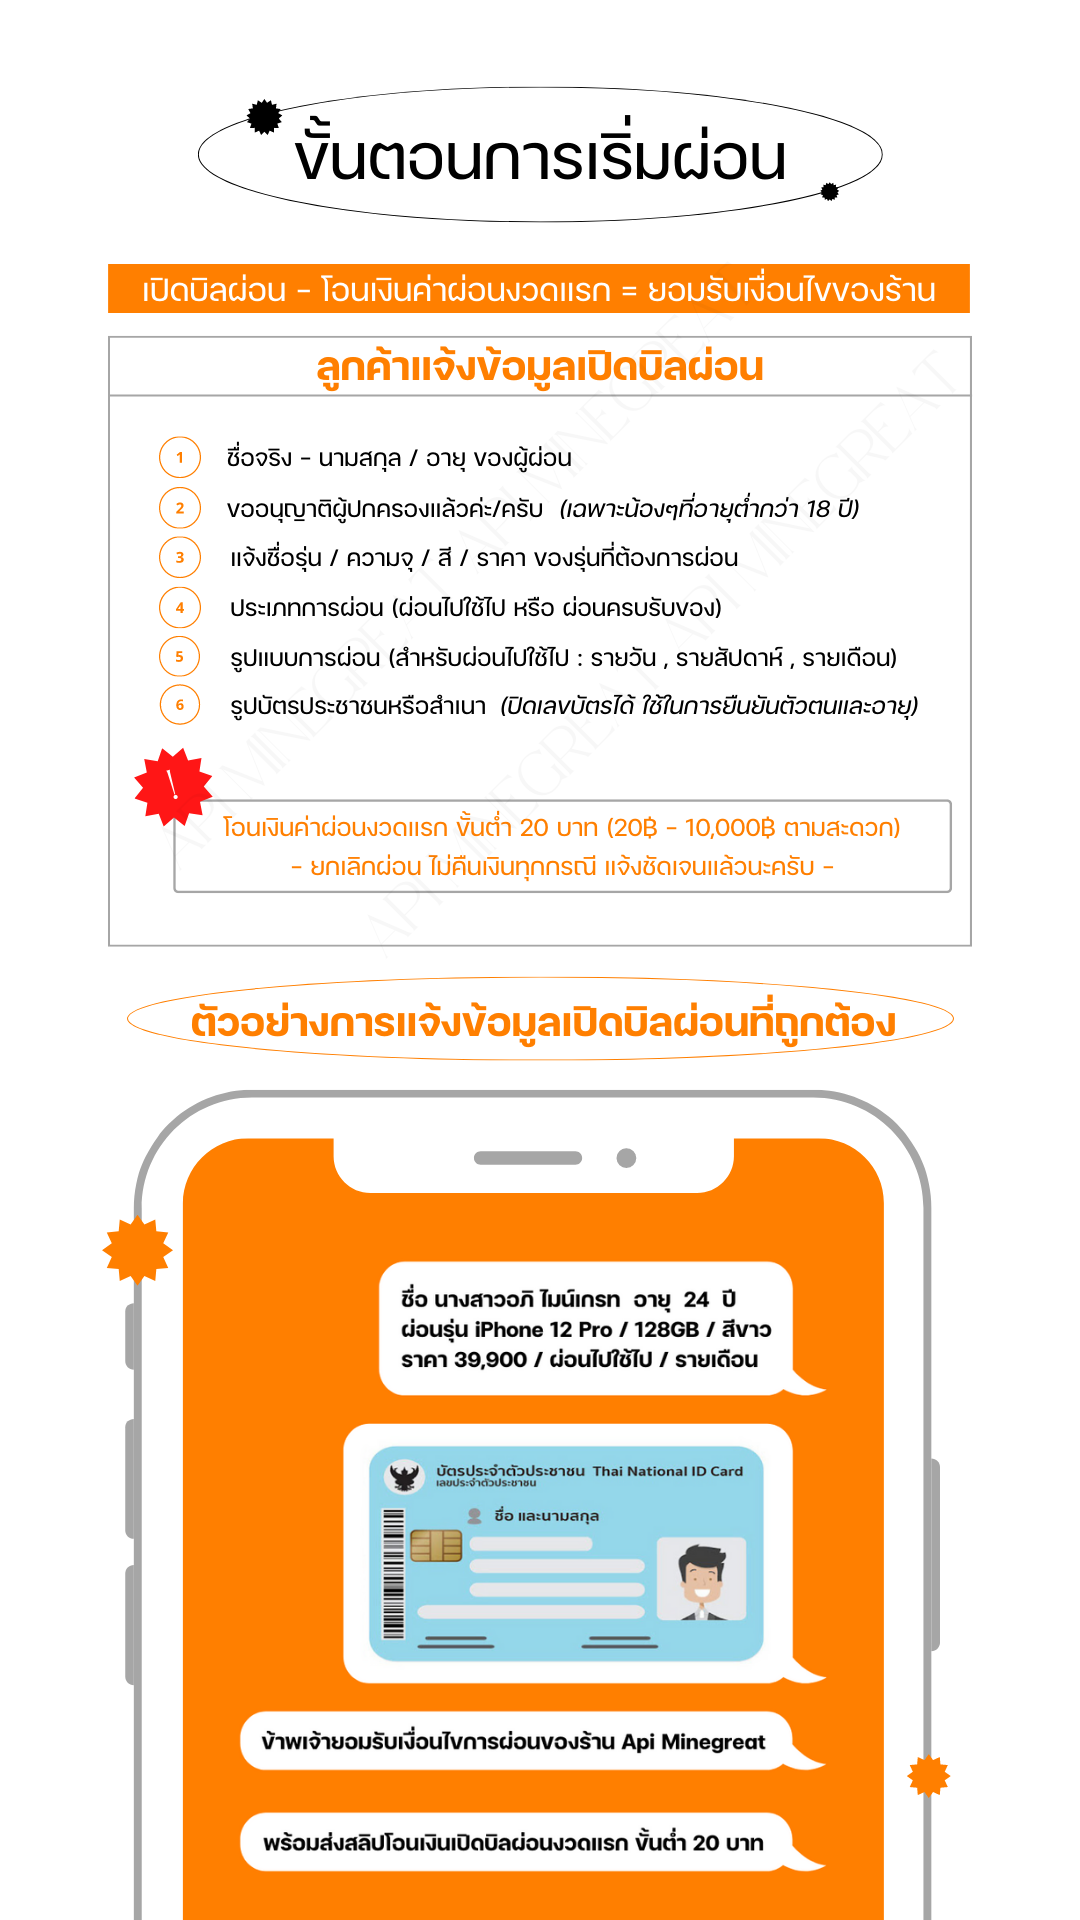 ขั้นตอนการเริ่มผ่อน
เปิดบิลผ่อน - โอนเงินค่าผ่อนงวดแรก = ยอมรับเงื่อนไขของร้าน
ลูกค้าแจ้งข้อมูลเปิดบิลผ่อน
1 ชื่อจริง - นามสกุล / อายุ ของผู้ผ่อน
2 ขออนุญาติผู้ปกครองแล้วค่ะ/ครับ (เฉพาะน้องๆที่อายุต่ำกว่า 18 ปี)
3 แจ้งชื่อรุ่น / ความจุ / สี / ราคา ของรุ่นที่ต้องการผ่อน
4 ประเภทการผ่อน (ผ่อนไปใช้ไป หรือ ผ่อนครบรับของ)
5 รูปแบบการผ่อน (สำหรับผ่อนไปใช้ไป : รายวัน , รายสัปดาห์ , รายเดือน)
6 รูปบัตรประชาชนหรือสำเนา (ปิดเลขบัตรได้ ใช้ในการยืนยันตัวตนและอายุ)
!
โอนเงินค่าผ่อนงวดแรก ขั้นต่ำ 20 บาท (20฿ - 10,000฿ ตามสะดวก)
- ยกเลิกผ่อน ไม่คืนเงินทุกกรณี แจ้งชัดเจนแล้วนะครับ -
API MINEGREAT
API MINEGREAT
API MINEGREAT
API MINEGREAT
ตัวอย่างการแจ้งข้อมูลเปิดบิลผ่อนที่ถูกต้อง
ชื่อ นางสาวอภิ ไมน์เกรท อายุ 24 ปี
ผ่อนรุ่น iPhone 12 Pro / 128GB / สีขาว
ราคา 39,900 / ผ่อนไปใช้ไป / รายเดือน
บัตรประจำตัวประชาชน Thai National ID Card
เลขประจำตัวประชาชน
ชื่อ และนามสกุล
ข้าพเจ้ายอมรับเงื่อนไขการผ่อนของร้าน Api Minegreat
พร้อมส่งสลิปโอนเงินเปิดบิลผ่อนงวดแรก ขั้นต่ำ 20 บาท